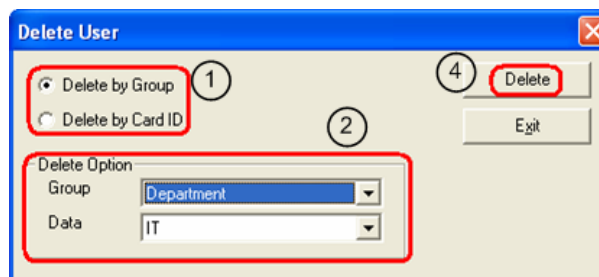 Delete User
Delete by Group
1
4
Delete
Delete by Card ID
2
Exit
Delete Option
Group
Department
Data
IT